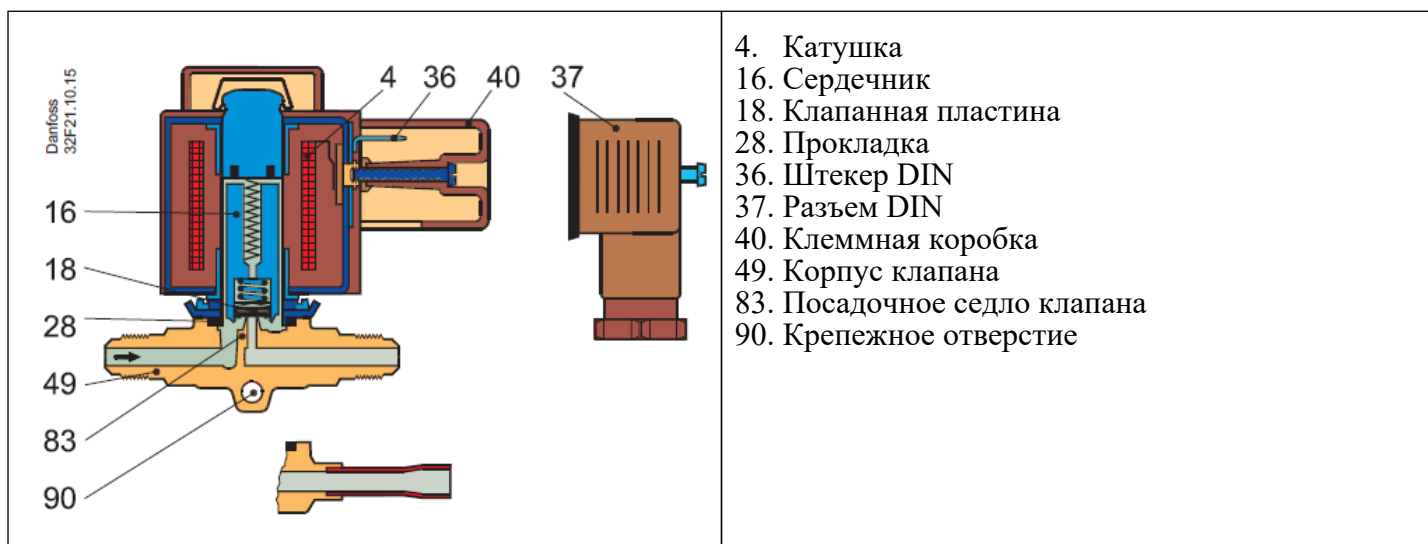 Danfoss
32F21.10.15
4 36 40 37
16
18
28
49
83
90
4. Катушка
16. Сердечник
18. Клапанная пластина
28. Прокладка
36. Штекер DIN
37. Разъем DIN
40. Клеммная коробка
49. Корпус клапана
83. Посадочное седло клапана
90. Крепежное отверстие